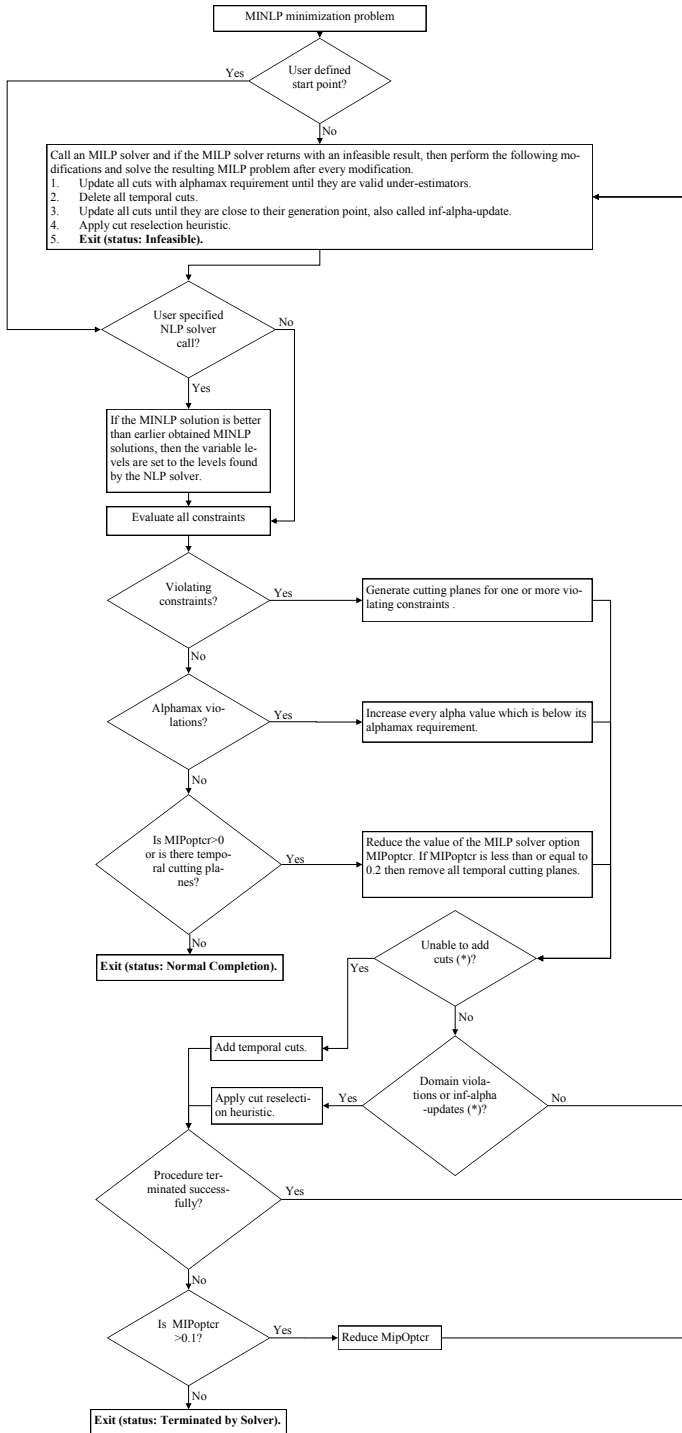 MINLP minimization problem
User defined
start point?
Yes
No
Call an MILP solver and if the MILP solver returns with an infeasible result, then perform the following mo-
difications and solve the resulting MILP problem after every modification.
1. Update all cuts with alphamax requirement until they are valid under-estimators.
2. Delete all temporal cuts.
3. Update all cuts until they are close to their generation point, also called inf-alpha-update.
4. Apply cut reselection heuristic.
5. Exit (status: Infeasible).
User specified
NLP solver
call?
No
Yes
If the MINLP solution is better
than earlier obtained MINLP
solutions, then the variable le-
vels are set to the levels found
by the NLP solver.
Evaluate all constraints
Violating
constraints?
Yes
Generate cutting planes for one or more vio-
lating constraints .
No
Alphamax vio-
lations?
Yes
Increase every alpha value which is below its
alphamax requirement.
No
Is MIPoptcr>0
or is there tempo-
ral cutting pla-
nes?
Yes
Reduce the value of the MILP solver option
MIPoptcr. If MIPoptcr is less than or equal to
0.2 then remove all temporal cutting planes.
No
Exit (status: Normal Completion).
Unable to add
cuts (*)?
Yes
No
Add temporal cuts.
Domain viola-
tions or inf-alpha
-updates (*)?
Yes
No
Apply cut reselecti-
on heuristic.
Procedure ter-
minated success-
fully?
Yes
No
Is MIPoptcr
>0.1?
Yes
Reduce MipOptcr
No
Exit (status: Terminated by Solver).